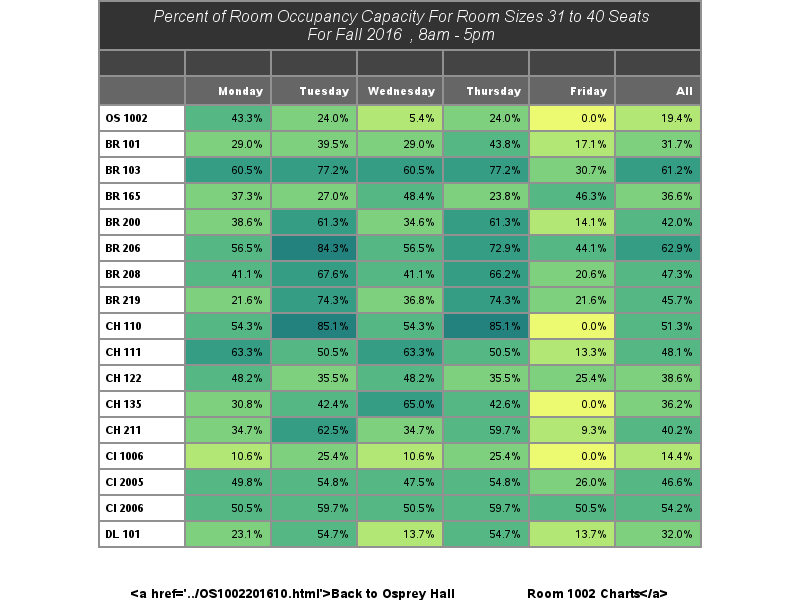 Percent of Room Occupancy Capacity For Room Sizes 31 to 40 Seats
For Fall 2016 , 8am - 5pm
Monday Tuesday Wednesday Thursday Friday All
OS 1002 43.3% 24.0% 5.4% 24.0% 0.0% 19.4%
BR 101 29.0% 39.5% 29.0% 43.8% 17.1% 31.7%
BR 103 60.5% 77.2% 60.5% 77.2% 30.7% 61.2%
BR 165 37.3% 27.0% 48.4% 23.8% 46.3% 36.6%
BR 200 38.6% 61.3% 34.6% 61.3% 14.1% 42.0%
BR 206 56.5% 84.3% 56.5% 72.9% 44.1% 62.9%
BR 208 41.1% 67.6% 41.1% 66.2% 20.6% 47.3%
BR 219 21.6% 74.3% 36.8% 74.3% 21.6% 45.7%
CH 110 54.3% 85.1% 54.3% 85.1% 0.0% 51.3%
CH 111 63.3% 50.5% 63.3% 50.5% 13.3% 48.1%
CH 122 48.2% 35.5% 48.2% 35.5% 25.4% 38.6%
CH 135 30.8% 42.4% 65.0% 42.6% 0.0% 36.2%
CH 211 34.7% 62.5% 34.7% 59.7% 9.3% 40.2%
CI 1006 10.6% 25.4% 10.6% 25.4% 0.0% 14.4%
CI 2005 49.8% 54.8% 47.5% 54.8% 26.0% 46.6%
CI 2006 50.5% 59.7% 50.5% 59.7% 50.5% 54.2%
DL 101 23.1% 54.7% 13.7% 54.7% 13.7% 32.0%
<a href='../OS1002201610.html'>Back to Osprey Hall Room 1002 Charts</a>